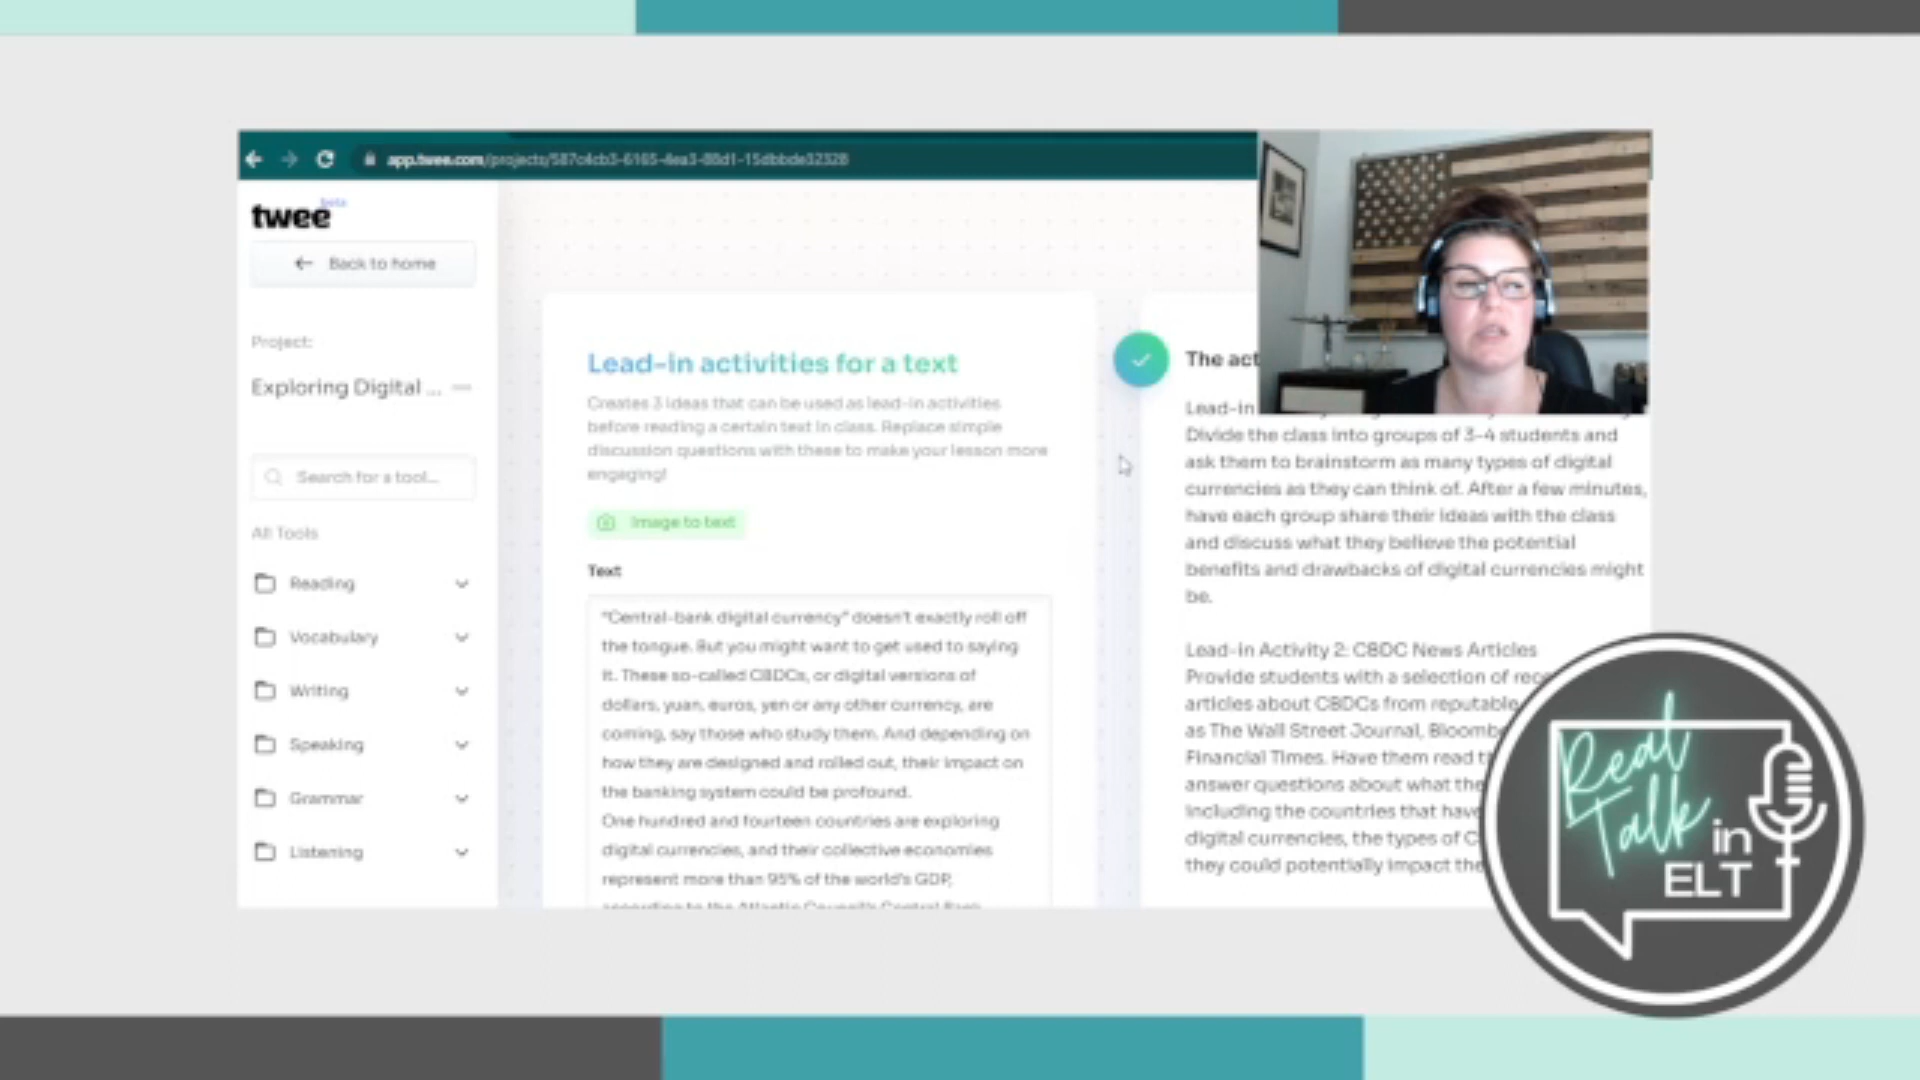 app.twee.com/projects/587c4cb3-6165-4ea3-88d1-15dbbde32328
twee beta
Back to home
Project:
Exploring Digital ...
Search for a tool...
All Tools
Reading
Vocabulary
Writing
Speaking
Grammar
Listening
Lead-in activities for a text
Creates 3 ideas that can be used as lead-in activities
before reading a certain text in class. Replace simple
discussion questions with these to make your lesson more
engaging!
Image to text
Text
"Central-bank digital currency" doesn't exactly roll off
the tongue. But you might want to get used to saying
it. These so-called CBDCs, or digital versions of
dollars, yuan, euros, yen or any other currency, are
coming, say those who study them. And depending on
how they are designed and rolled out, their impact on
the banking system could be profound.
One hundred and fourteen countries are exploring
digital currencies, and their collective economies
represent more than 95% of the world's GDP,
according to the Atlantic Council's Central Bank
The act
Lead-in
Divide the class into groups of 3-4 students and
ask them to brainstorm as many types of digital
currencies as they can think of. After a few minutes,
have each group share their ideas with the class
and discuss what they believe the potential
benefits and drawbacks of digital currencies might
be.
Lead-in Activity 2: CBDC News Articles
Provide students with a selection of rec
articles about CBDCs from reputable
as The Wall Street Journal, Bloomb
Financial Times. Have them read t
answer questions about what the
including the countries that have
digital currencies, the types of C
they could potentially impact the
Real
Talk
in
ELT